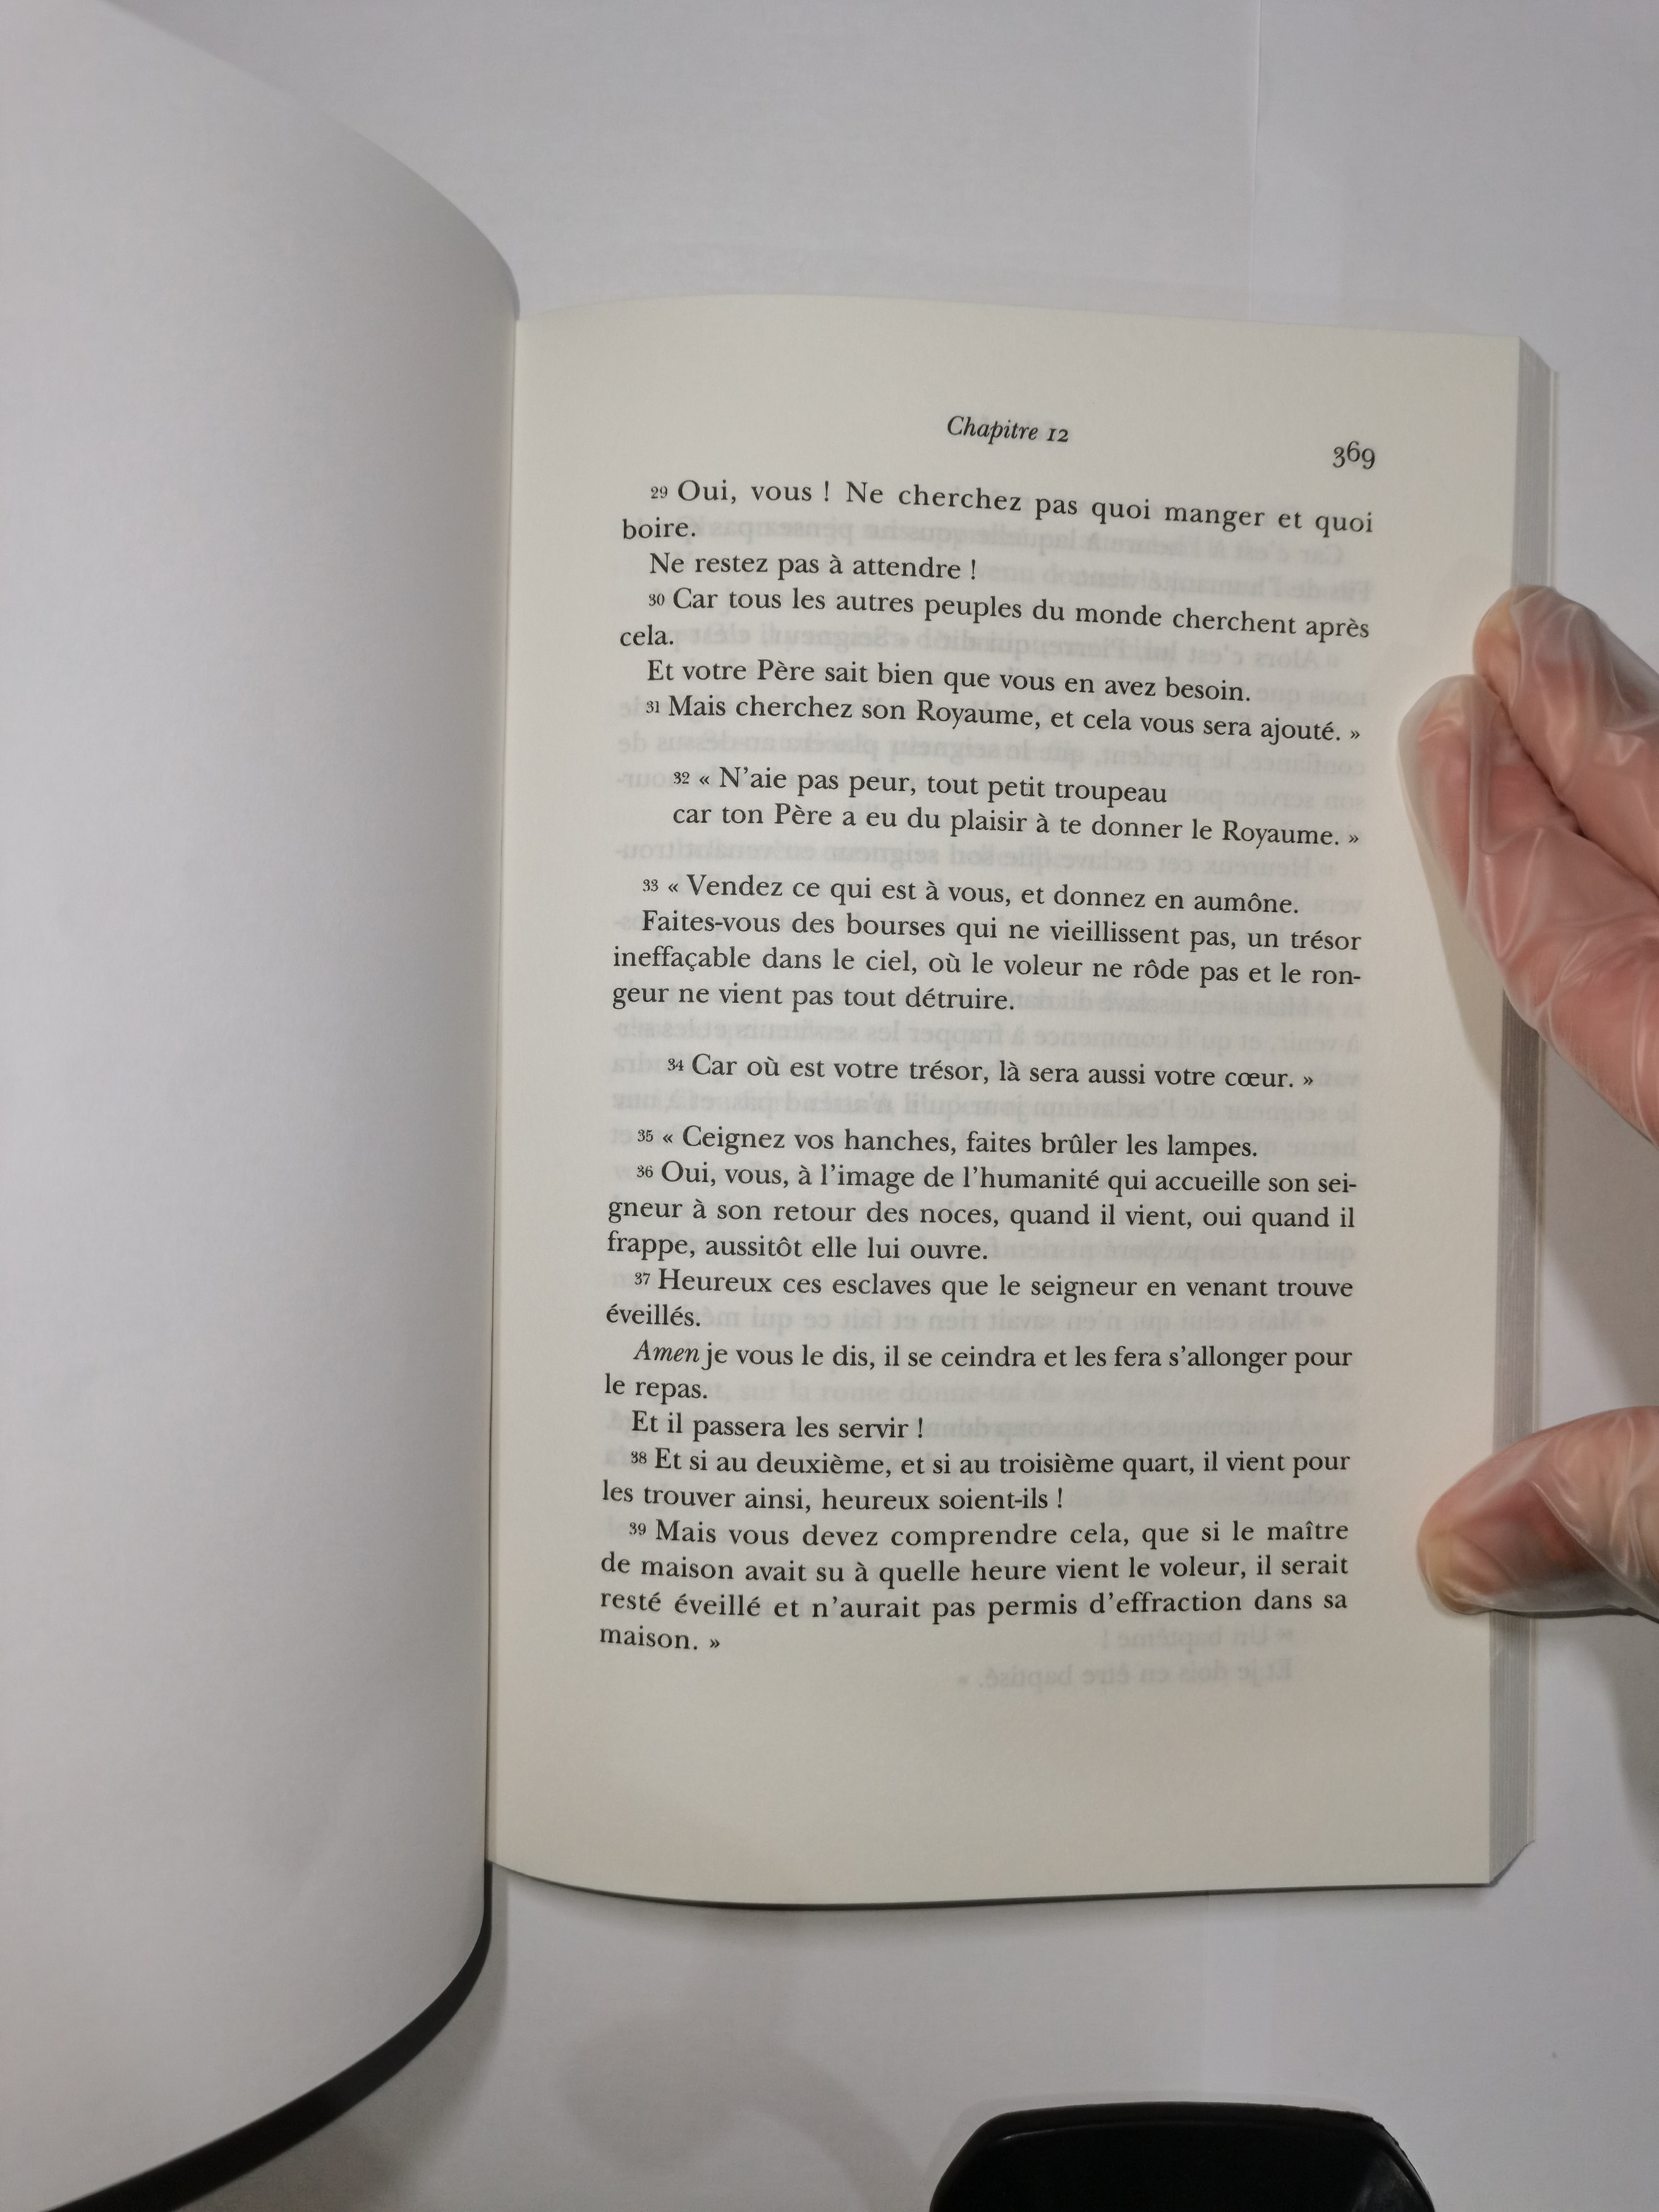 Chapitre 12
369
29 Oui, vous ! Ne cherchez pas quoi manger et quoi
boire.
Ne restez pas à attendre !
30 Car tous les autres peuples du monde cherchent après
cela.
Et votre Père sait bien que vous en avez besoin.
31 Mais cherchez son Royaume, et cela vous sera ajouté. »
32 « N'aie pas peur, tout petit troupeau
car ton Père a eu du plaisir à te donner le Royaume. »
33 « Vendez ce qui est à vous, et donnez en aumône.
Faites-vous des bourses qui ne vieillissent pas, un trésor
ineffaçable dans le ciel, où le voleur ne rôde pas et le ron-
geur ne vient pas tout détruire.
34 Car où est votre trésor, là sera aussi votre cœur. »
35 « Ceignez vos hanches, faites brûler les lampes.
36 Oui, vous, à l'image de l'humanité qui accueille son sei-
gneur à son retour des noces, quand il vient, oui quand il
frappe, aussitôt elle lui ouvre.
37 Heureux ces esclaves que le seigneur en venant trouve
éveillés.
Amen je vous le dis, il se ceindra et les fera s'allonger pour
le repas.
Et il passera les servir !
38 Et si au deuxième, et si au troisième quart, il vient pour
les trouver ainsi, heureux soient-ils !
39 Mais vous devez comprendre cela, que si le maître
de maison avait su à quelle heure vient le voleur, il serait
resté éveillé et n'aurait pas permis d'effraction dans sa
maison. »